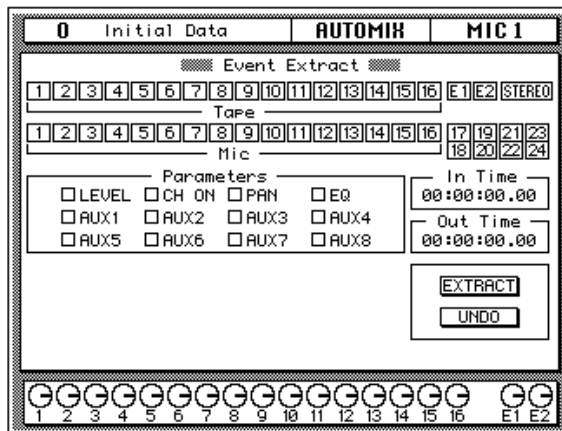 0 Initial Data AUTOMIX MIC 1
Event Extract
1 2 3 4 5 6 7 8 9 10 11 12 13 14 15 16 E1 E2 STEREO
Tape
1 2 3 4 5 6 7 8 9 10 11 12 13 14 15 16 17 19 21 23
18 20 22 24
Mic
Parameters In Time
LEVEL CH ON PAN EQ 00:00:00.00
AUX1 AUX2 AUX3 AUX4 Out Time
AUX5 AUX6 AUX7 AUX8 00:00:00.00
EXTRACT
UNDO
1 2 3 4 5 6 7 8 9 10 11 12 13 14 15 16 E1 E2